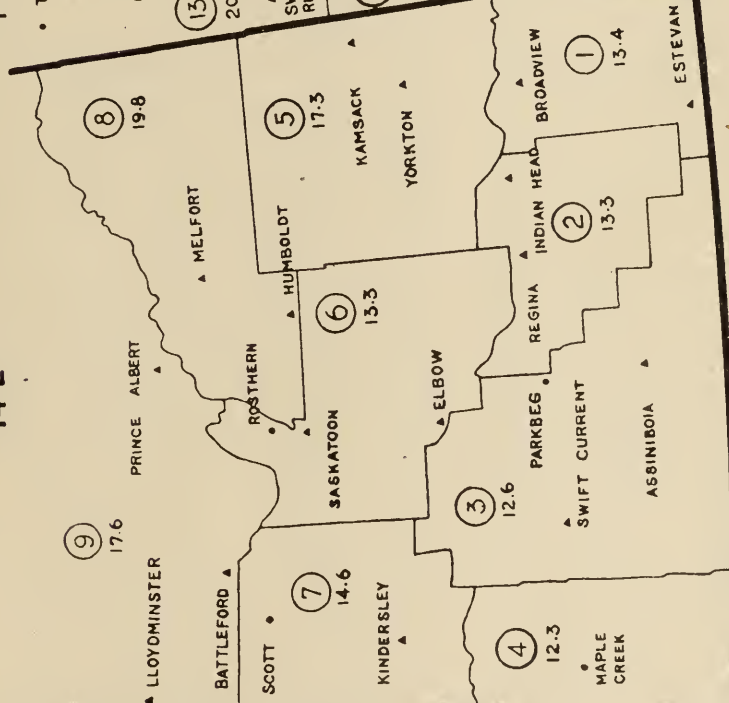 LLOYDMINSTER
9
17.6
PRINCE ALBERT
MELFORT
8
19.8
BATTLEFORD
ROSTHERN
HUMBOLDT
SCOTT
7
14.6
SASKATOON
6
13.3
5
17.3
KAMSACK
YORKTON
KINDERSLEY
ELBOW
4
12.3
MAPLE
CREEK
3
12.6
PARKBEG
SWIFT CURRENT
ASSINIBOIA
REGINA
INDIAN HEAD
2
13.3
BROADVIEW
1
13.4
ESTEVAN
13